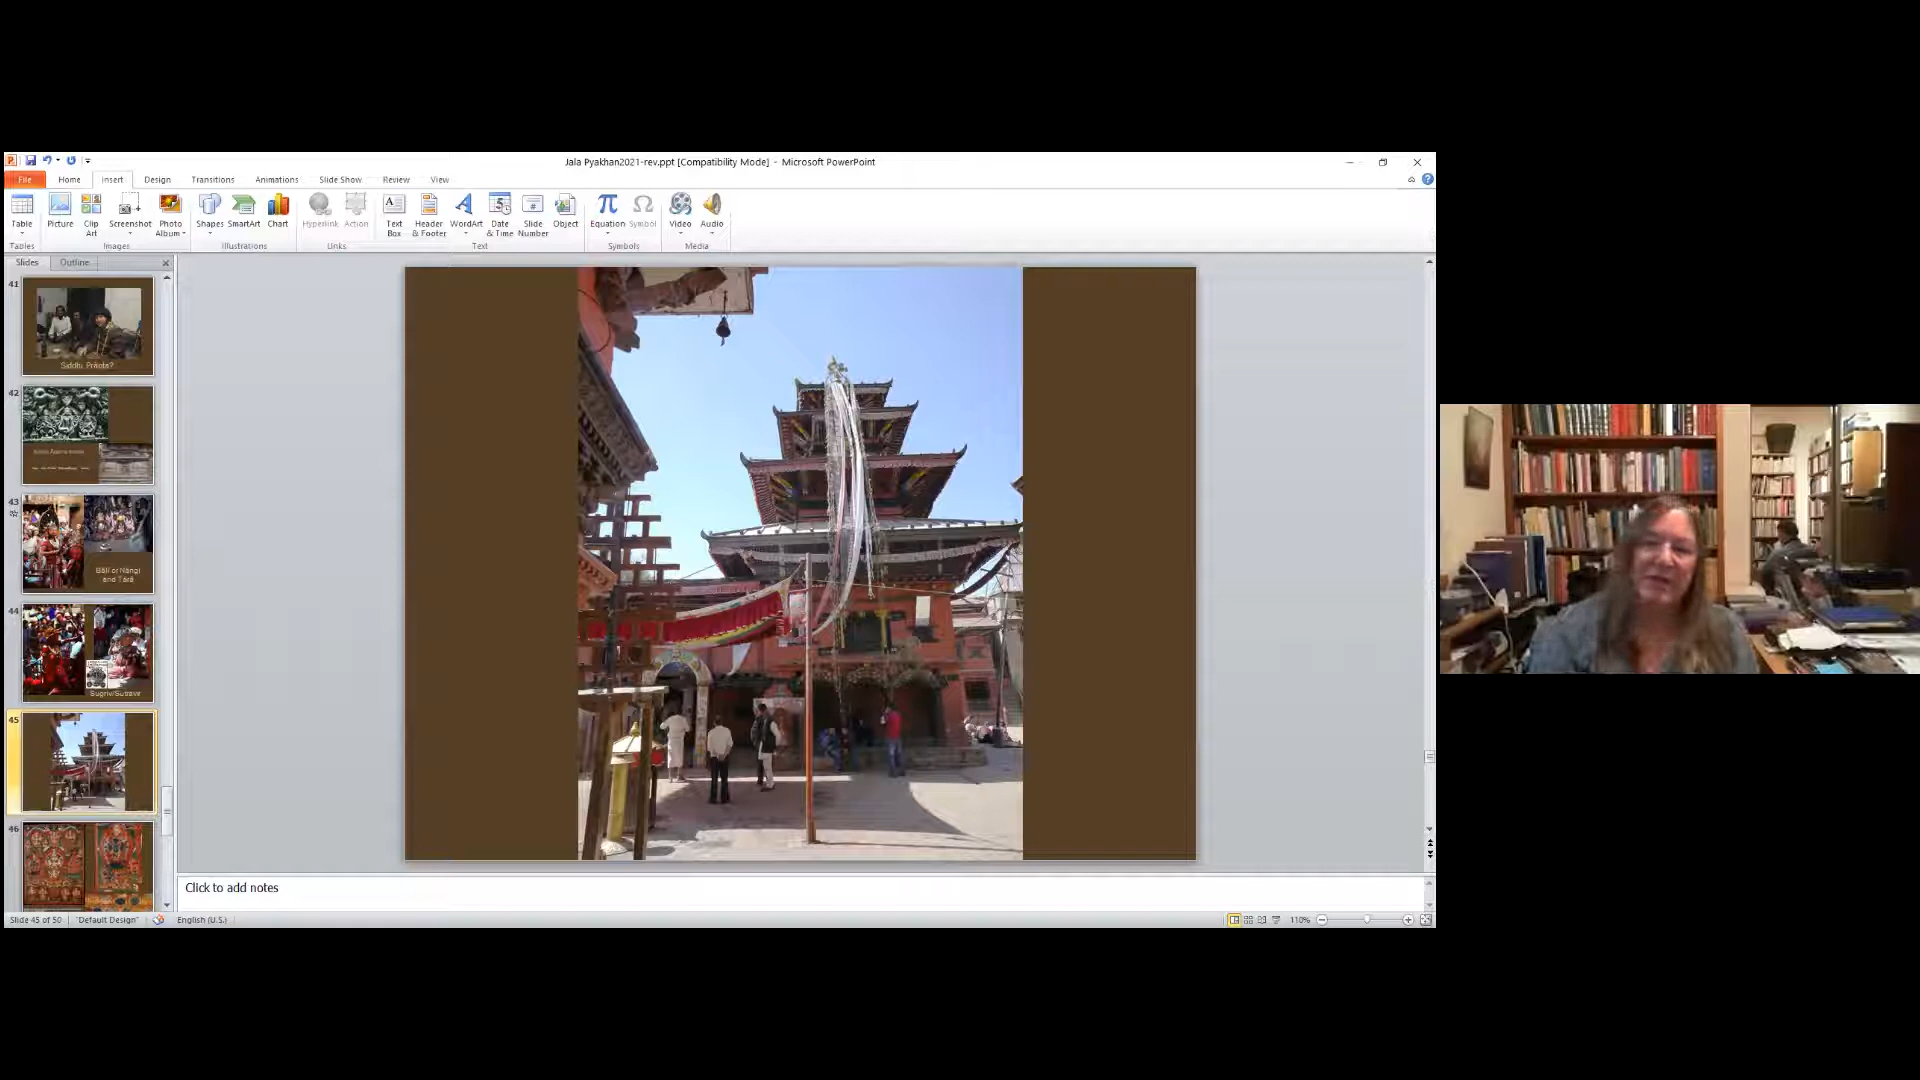 Jala Pyakhan2021-rev.ppt [Compatibility Mode] - Microsoft PowerPoint
File Home Insert Design Transitions Animations Slide Show Review View
Table Picture Clip Art Screenshot Photo Album Shapes SmartArt Chart Hyperlink Action Text Box Header & Footer WordArt Date & Time Slide Number Object Equation Symbol Video Audio
Tables Images Illustrations Links Text Symbols Media
Slides Outline
41
42
43
Bāli or Nāngi
and Tārā
44
Sugriv/Sutravir
45
46
Click to add notes
Slide 45 of 50 "Default Design" English (U.S.) 110%